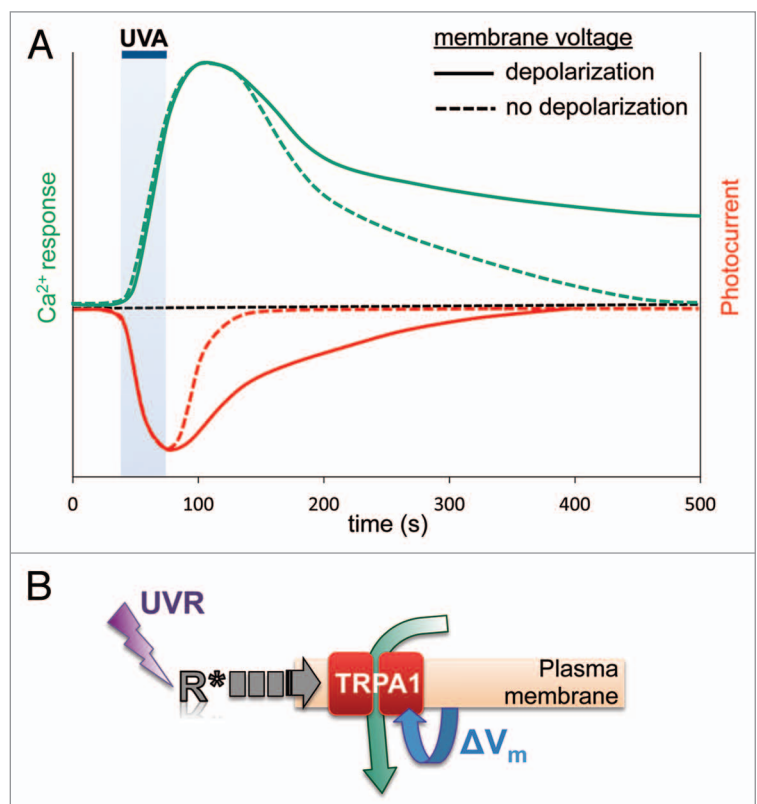 A
UVA
membrane voltage
depolarization
no depolarization
Ca2+ response
Photocurrent
0 100 200 300 400 500
time (s)
B
UVR
R*
TRPA1
Plasma
membrane
ΔVm